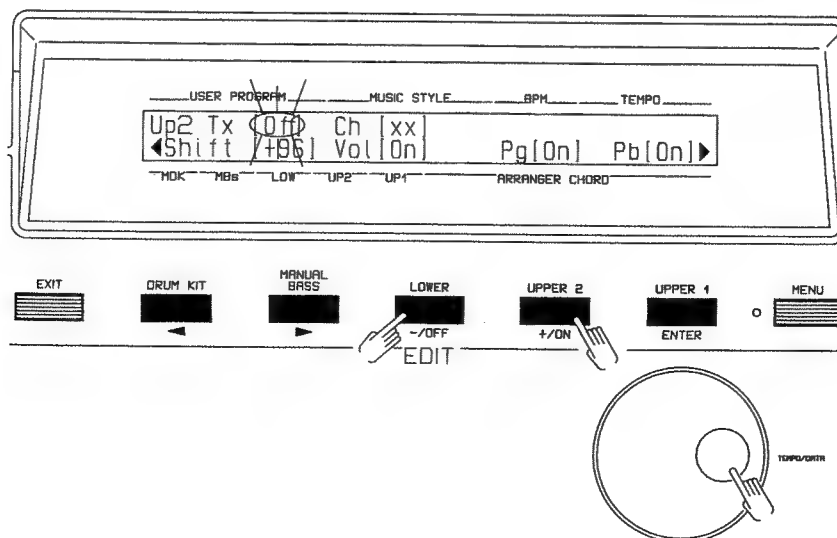 USER PROGRAM MUSIC STYLE BPM TEMPO
Up2 Tx [Off] Ch [xx]
◀Shift [+96] Vol[On] Pg[On] Pb[On]▶
MDK MBs LOW UP2 UP1 ARRANGER CHORD
EXIT DRUM KIT MANUAL BASS LOWER UPPER 2 UPPER 1 MENU
◀ ▶ -/OFF +/ON ENTER
EDIT
TEMPO/DATA